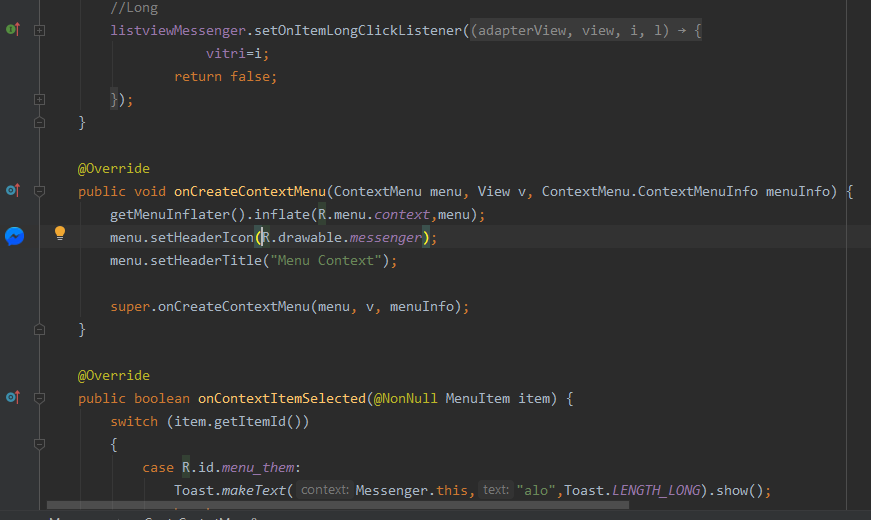 //Long
listviewMessenger.setOnItemLongClickListener((adapterView, view, i, l) → {
vitri=i;
return false;
});
}
@Override
public void onCreateContextMenu(ContextMenu menu, View v, ContextMenu.ContextMenuInfo menuInfo) {
getMenuInflater().inflate(R.menu.context,menu);
menu.setHeaderIcon(R.drawable.messenger);
menu.setHeaderTitle("Menu Context");
super.onCreateContextMenu(menu, v, menuInfo);
}
@Override
public boolean onContextItemSelected(@NonNull MenuItem item) {
switch (item.getItemId())
{
case R.id.menu_them:
Toast.makeText( context: Messenger.this, text: "alo",Toast.LENGTH_LONG).show();